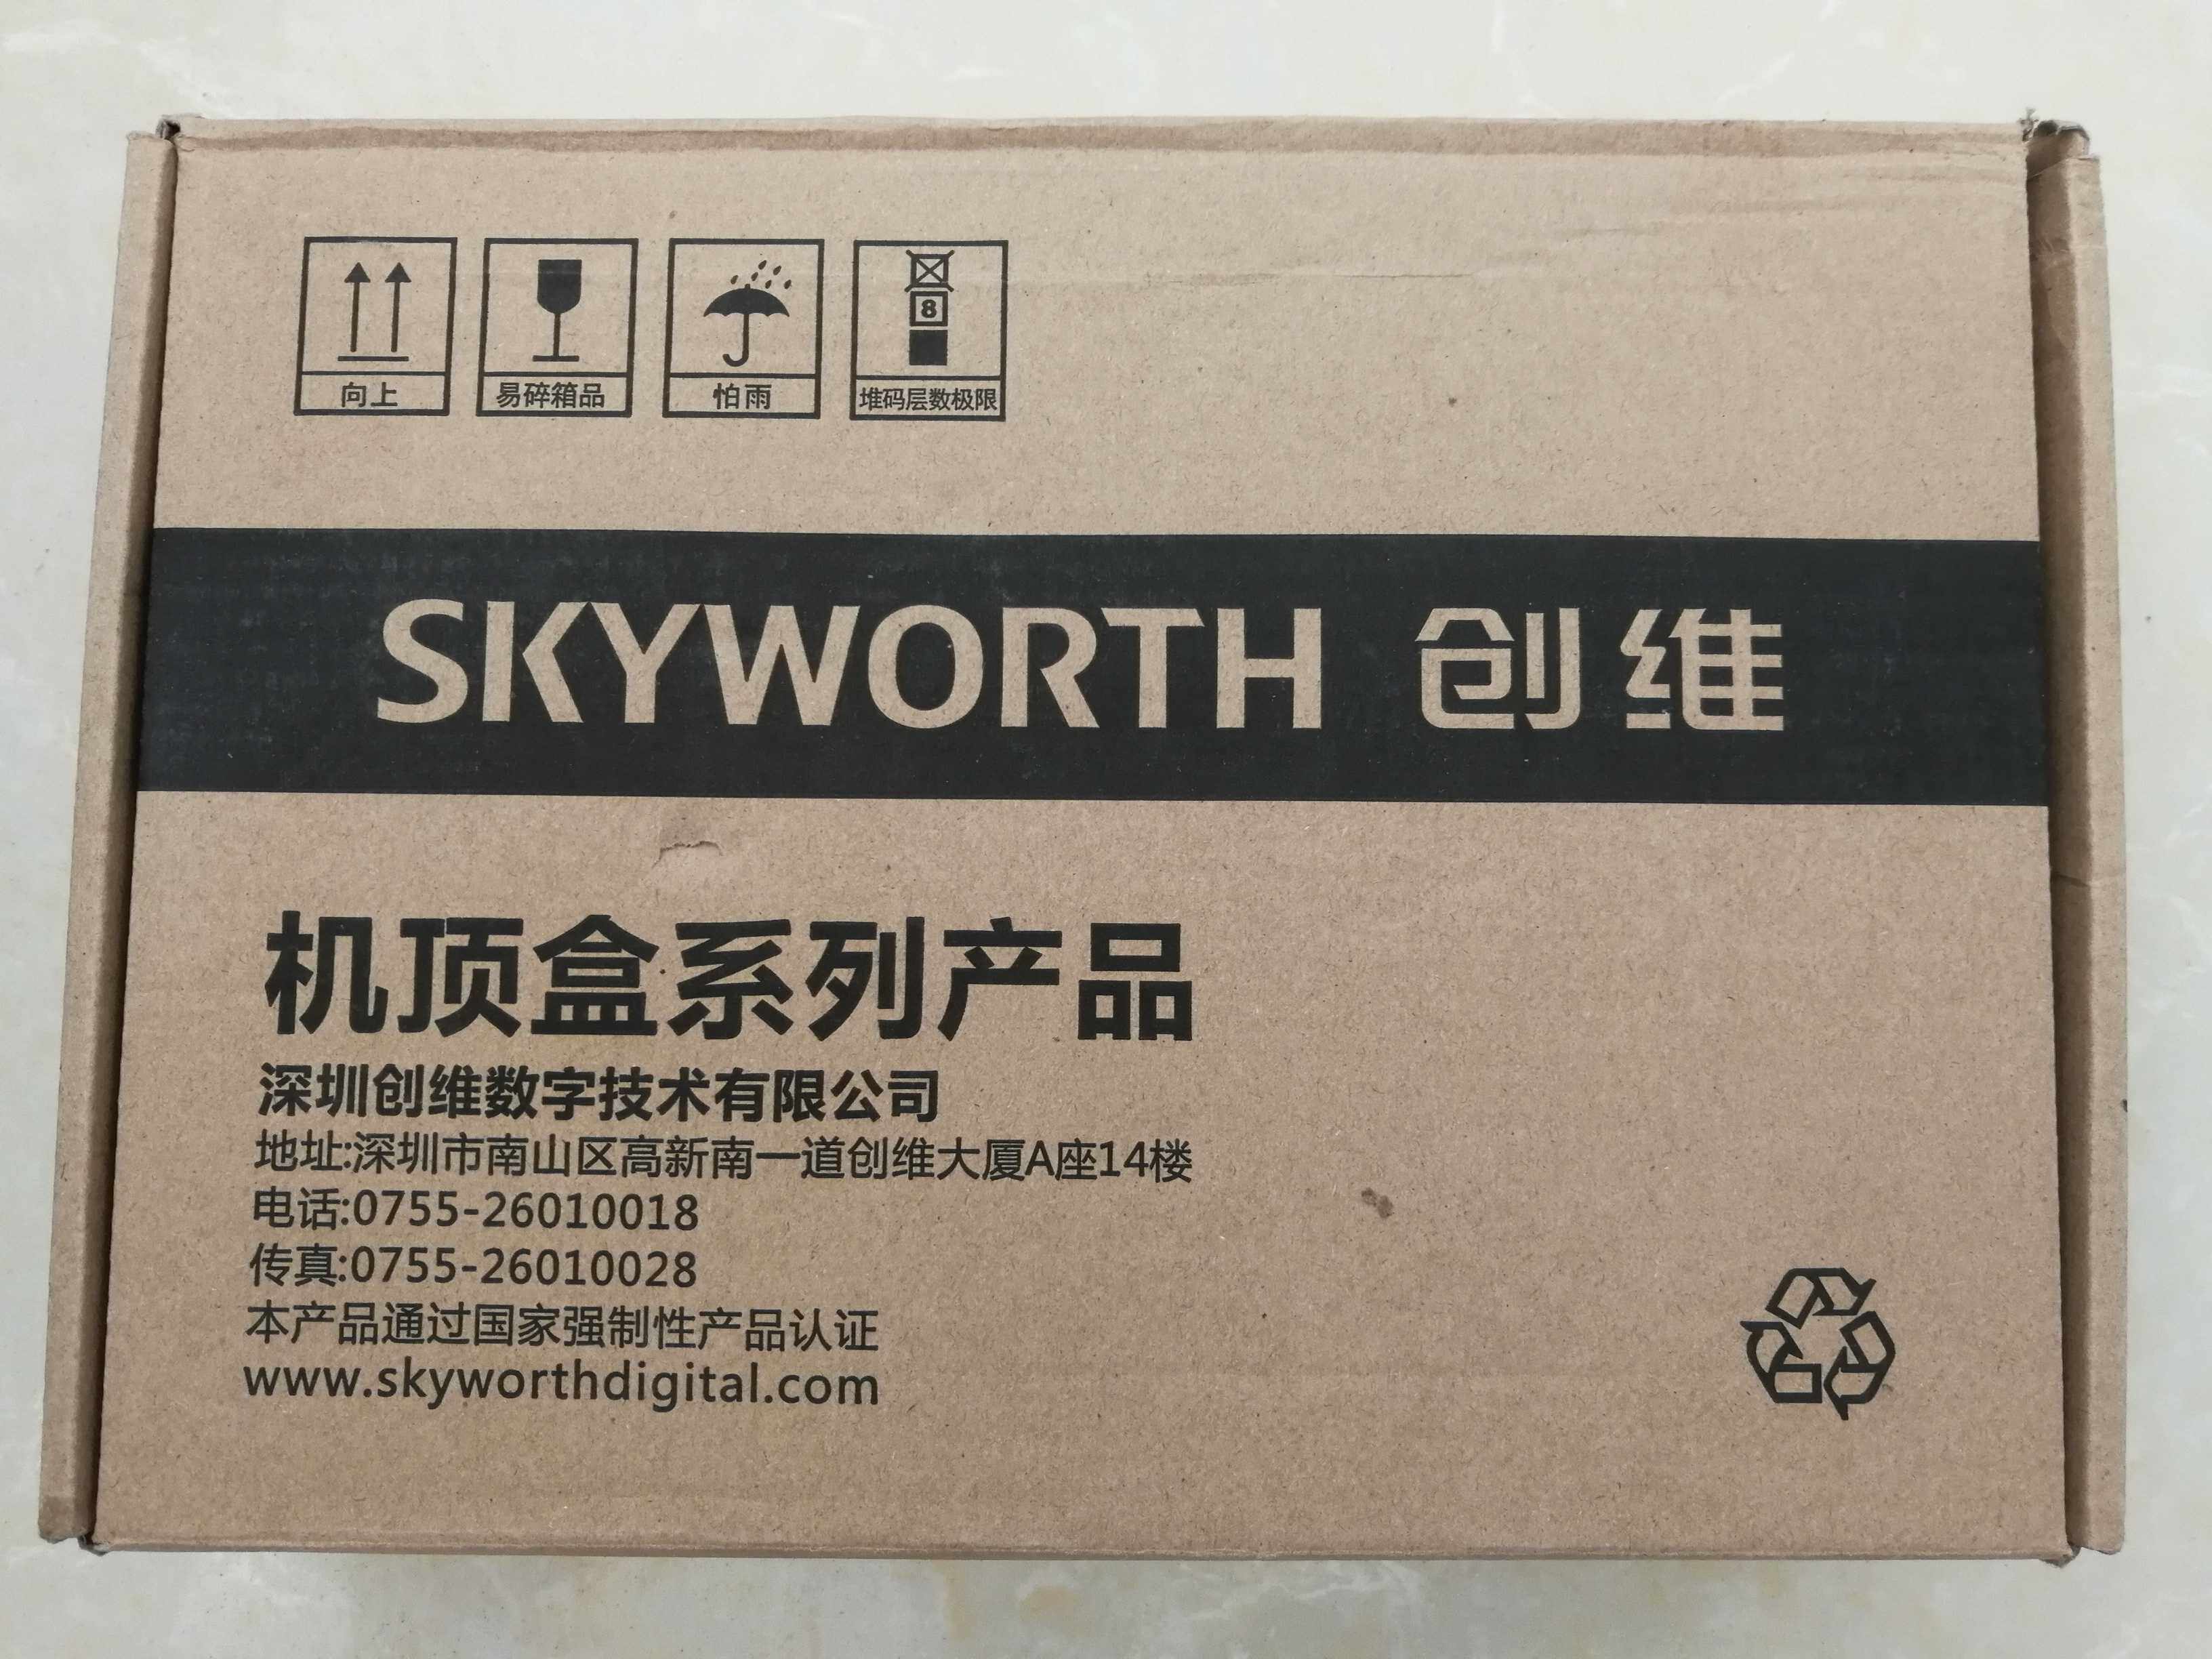 向上
易碎箱品
怕雨
8
堆码层数极限
SKYWORTH 创维
机顶盒系列产品
深圳创维数字技术有限公司
地址:深圳市南山区高新南一道创维大厦A座14楼
电话:0755-26010018
传真:0755-26010028
本产品通过国家强制性产品认证
www.skyworthdigital.com